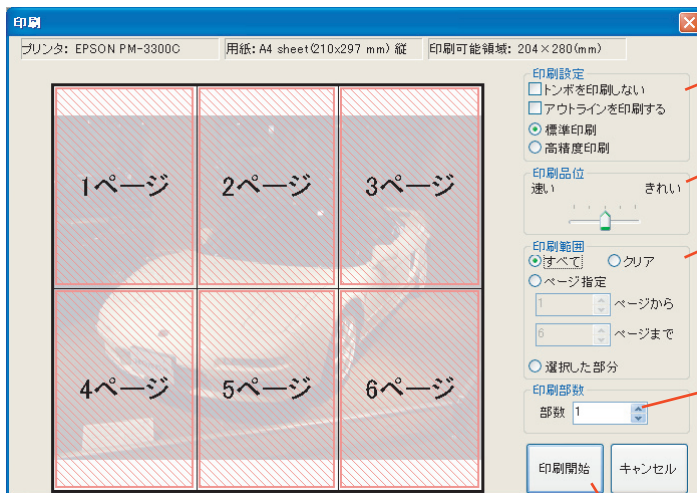 印刷
プリンタ: EPSON PM-3300C 用紙: A4 sheet(210x297 mm) 縦 印刷可能領域: 204×280(mm)
1ページ 2ページ 3ページ
4ページ 5ページ 6ページ
印刷設定
トンボを印刷しない
アウトラインを印刷する
標準印刷
高精度印刷
印刷品位
速い きれい
印刷範囲
すべて クリア
ページ指定
1 ページから
6 ページまで
選択した部分
印刷部数
部数 1
印刷開始 キャンセル